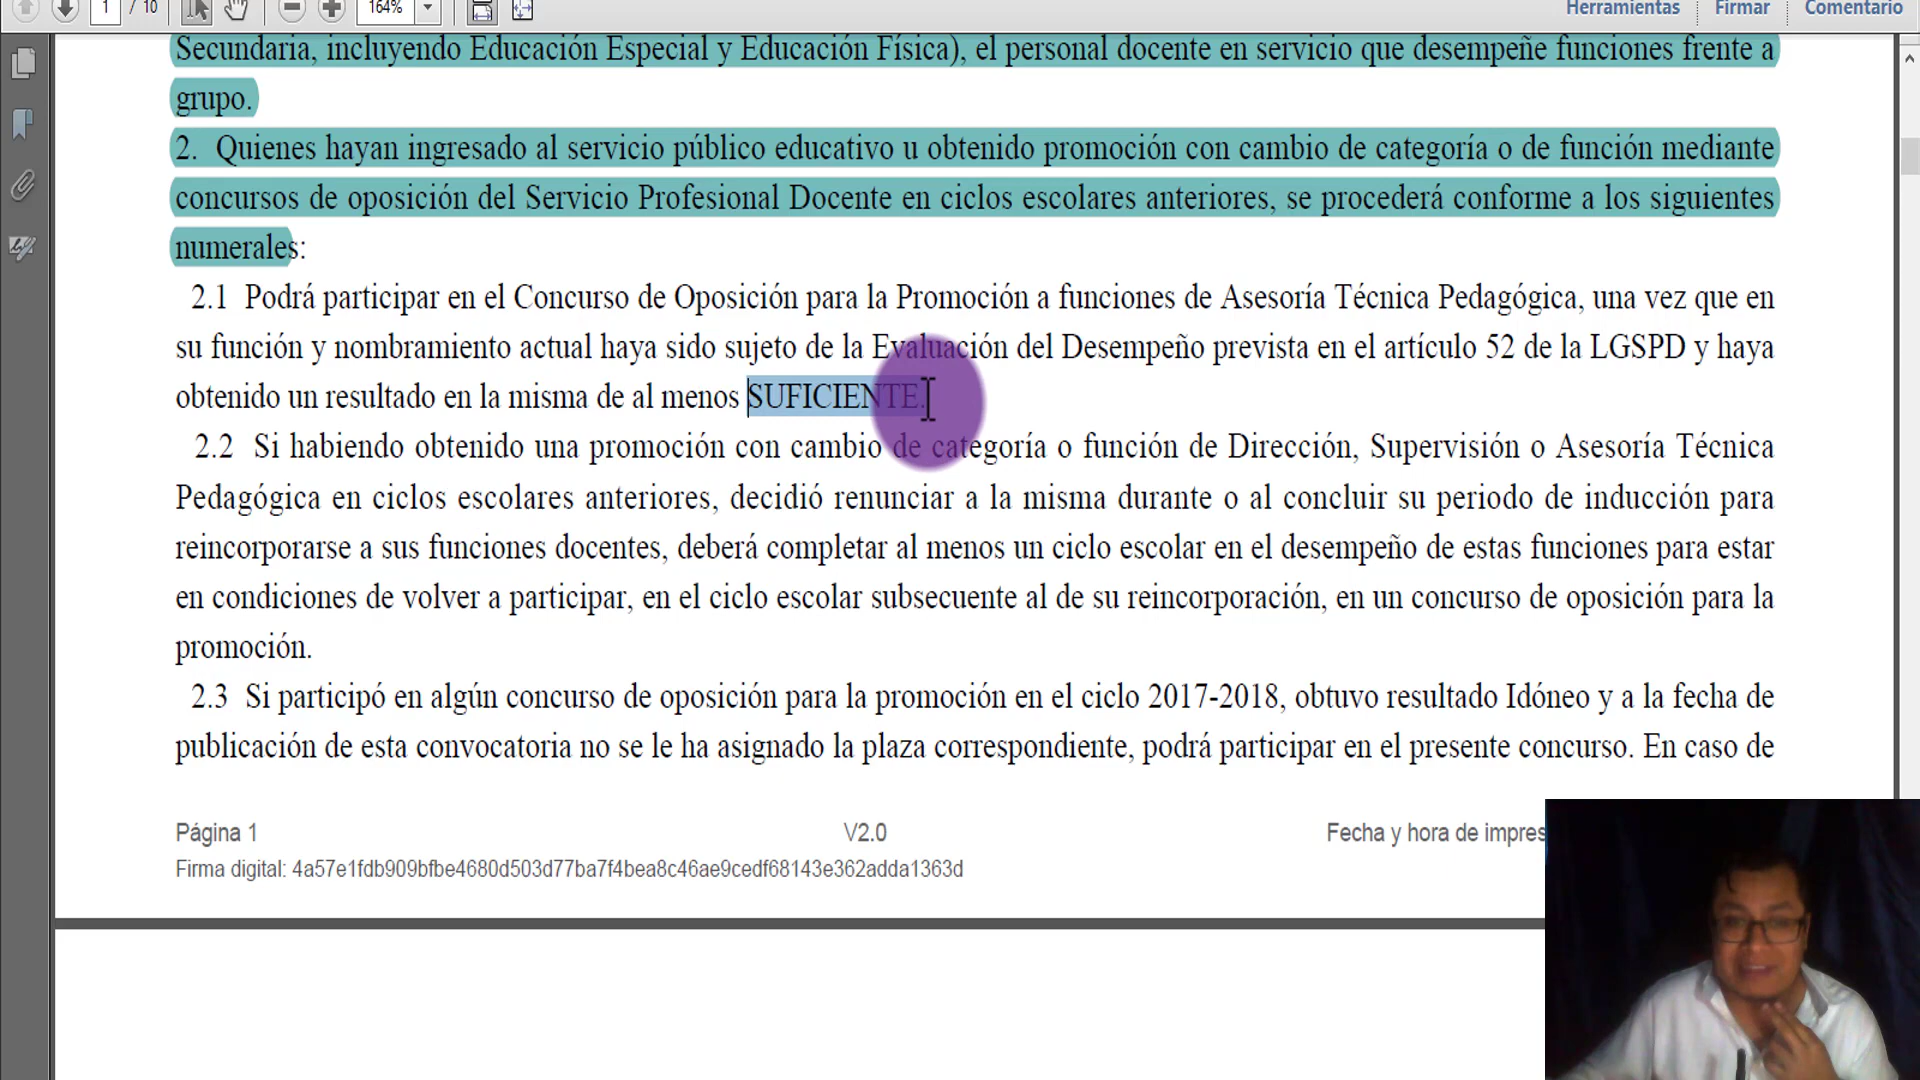 1 / 10 164% Herramientas Firmar Comentario
Secundaria, incluyendo Educación Especial y Educación Física), el personal docente en servicio que desempeñe funciones frente a
grupo.
2. Quienes hayan ingresado al servicio público educativo u obtenido promoción con cambio de categoría o de función mediante
concursos de oposición del Servicio Profesional Docente en ciclos escolares anteriores, se procederá conforme a los siguientes
numerales:
2.1 Podrá participar en el Concurso de Oposición para la Promoción a funciones de Asesoría Técnica Pedagógica, una vez que en
su función y nombramiento actual haya sido sujeto de la Evaluación del Desempeño prevista en el artículo 52 de la LGSPD y haya
obtenido un resultado en la misma de al menos SUFICIENTE.
2.2 Si habiendo obtenido una promoción con cambio de categoría o función de Dirección, Supervisión o Asesoría Técnica
Pedagógica en ciclos escolares anteriores, decidió renunciar a la misma durante o al concluir su periodo de inducción para
reincorporarse a sus funciones docentes, deberá completar al menos un ciclo escolar en el desempeño de estas funciones para estar
en condiciones de volver a participar, en el ciclo escolar subsecuente al de su reincorporación, en un concurso de oposición para la
promoción.
2.3 Si participó en algún concurso de oposición para la promoción en el ciclo 2017-2018, obtuvo resultado Idóneo y a la fecha de
publicación de esta convocatoria no se le ha asignado la plaza correspondiente, podrá participar en el presente concurso. En caso de
Página 1 V2.0 Fecha y hora de impres
Firma digital: 4a57e1fdb909bfbe4680d503d77ba7f4bea8c46ae9cedf68143e362adda1363d